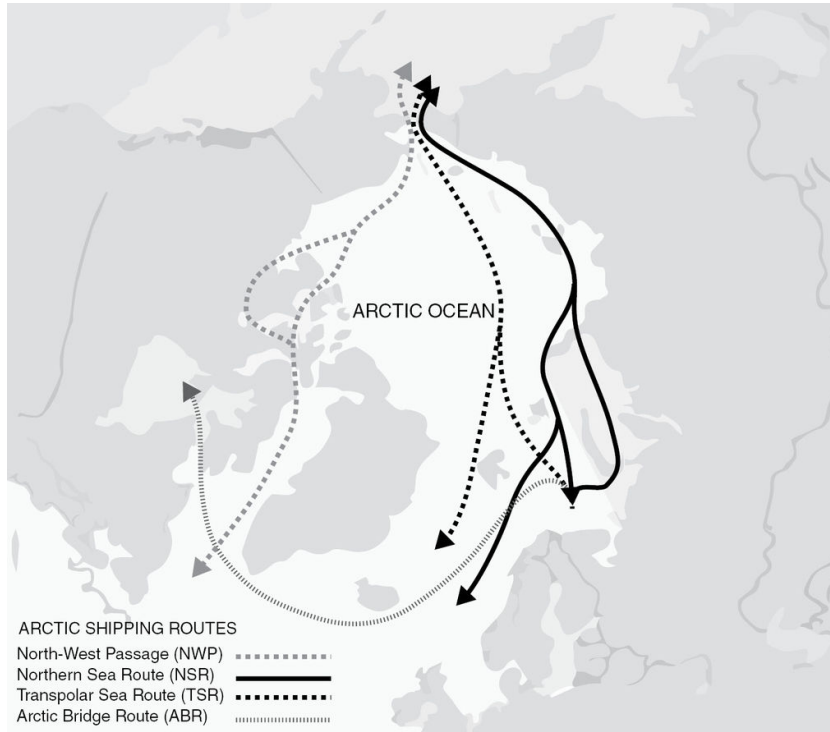 ARCTIC OCEAN
ARCTIC SHIPPING ROUTES
North-West Passage (NWP)
Northern Sea Route (NSR)
Transpolar Sea Route (TSR)
Arctic Bridge Route (ABR)